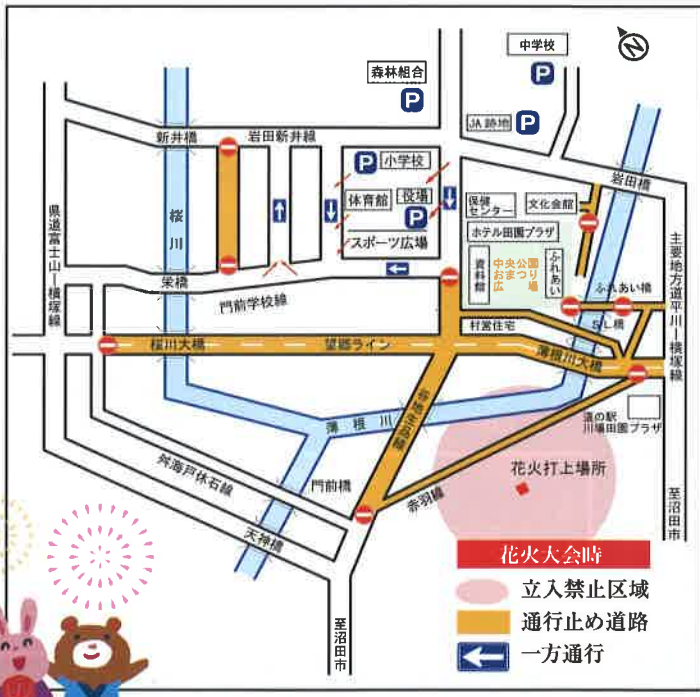 中学校
P
N
森林組合
P
JA跡地
P
新井橋
岩田新井線
P
小学校
体育館
役場
P
スポーツ広場
保健
センター
文化会館
岩田橋
ホテル田園プラザ
資料館
中央公園
おまつり
広場
ふれあい
ふれあい橋
SL橋
県道富士山ー横塚線
桜川
栄橋
門前学校線
村営住宅
主要地方道平川ー横塚線
桜川大橋
望郷ライン
薄根川大橋
谷地生品線
薄根川
道の駅
川場田園プラザ
舛海戸休石線
門前橋
赤羽線
花火打上場所
天神橋
至沼田市
至沼田市
花火大会時
立入禁止区域
通行止め道路
一方通行